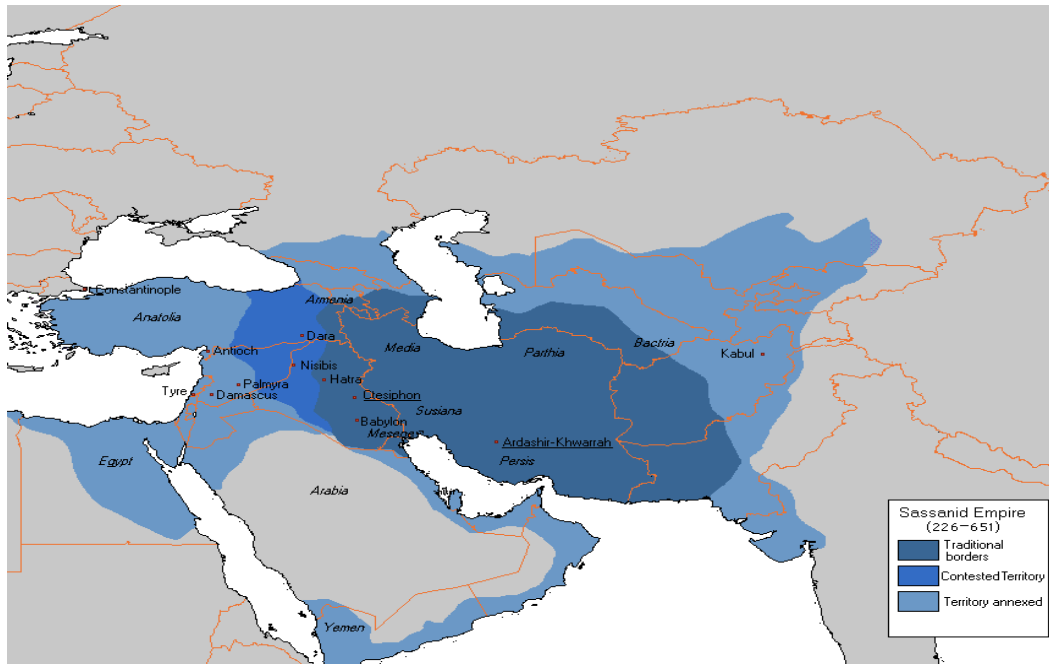 Constantinople
Armenia
Anatolia
Dara
Media
Parthia
Bactria
Antioch
Kabul
Nisibis
Hatra
Palmyra
Tyre
Damascus
Ctesiphon
Susiana
Babylon
Mesene
Ardashir-Khwarrah
Persis
Egypt
Arabia
Yemen
Sassanid Empire
(226-651)
Traditional
borders
Contested Territory
Territory annexed